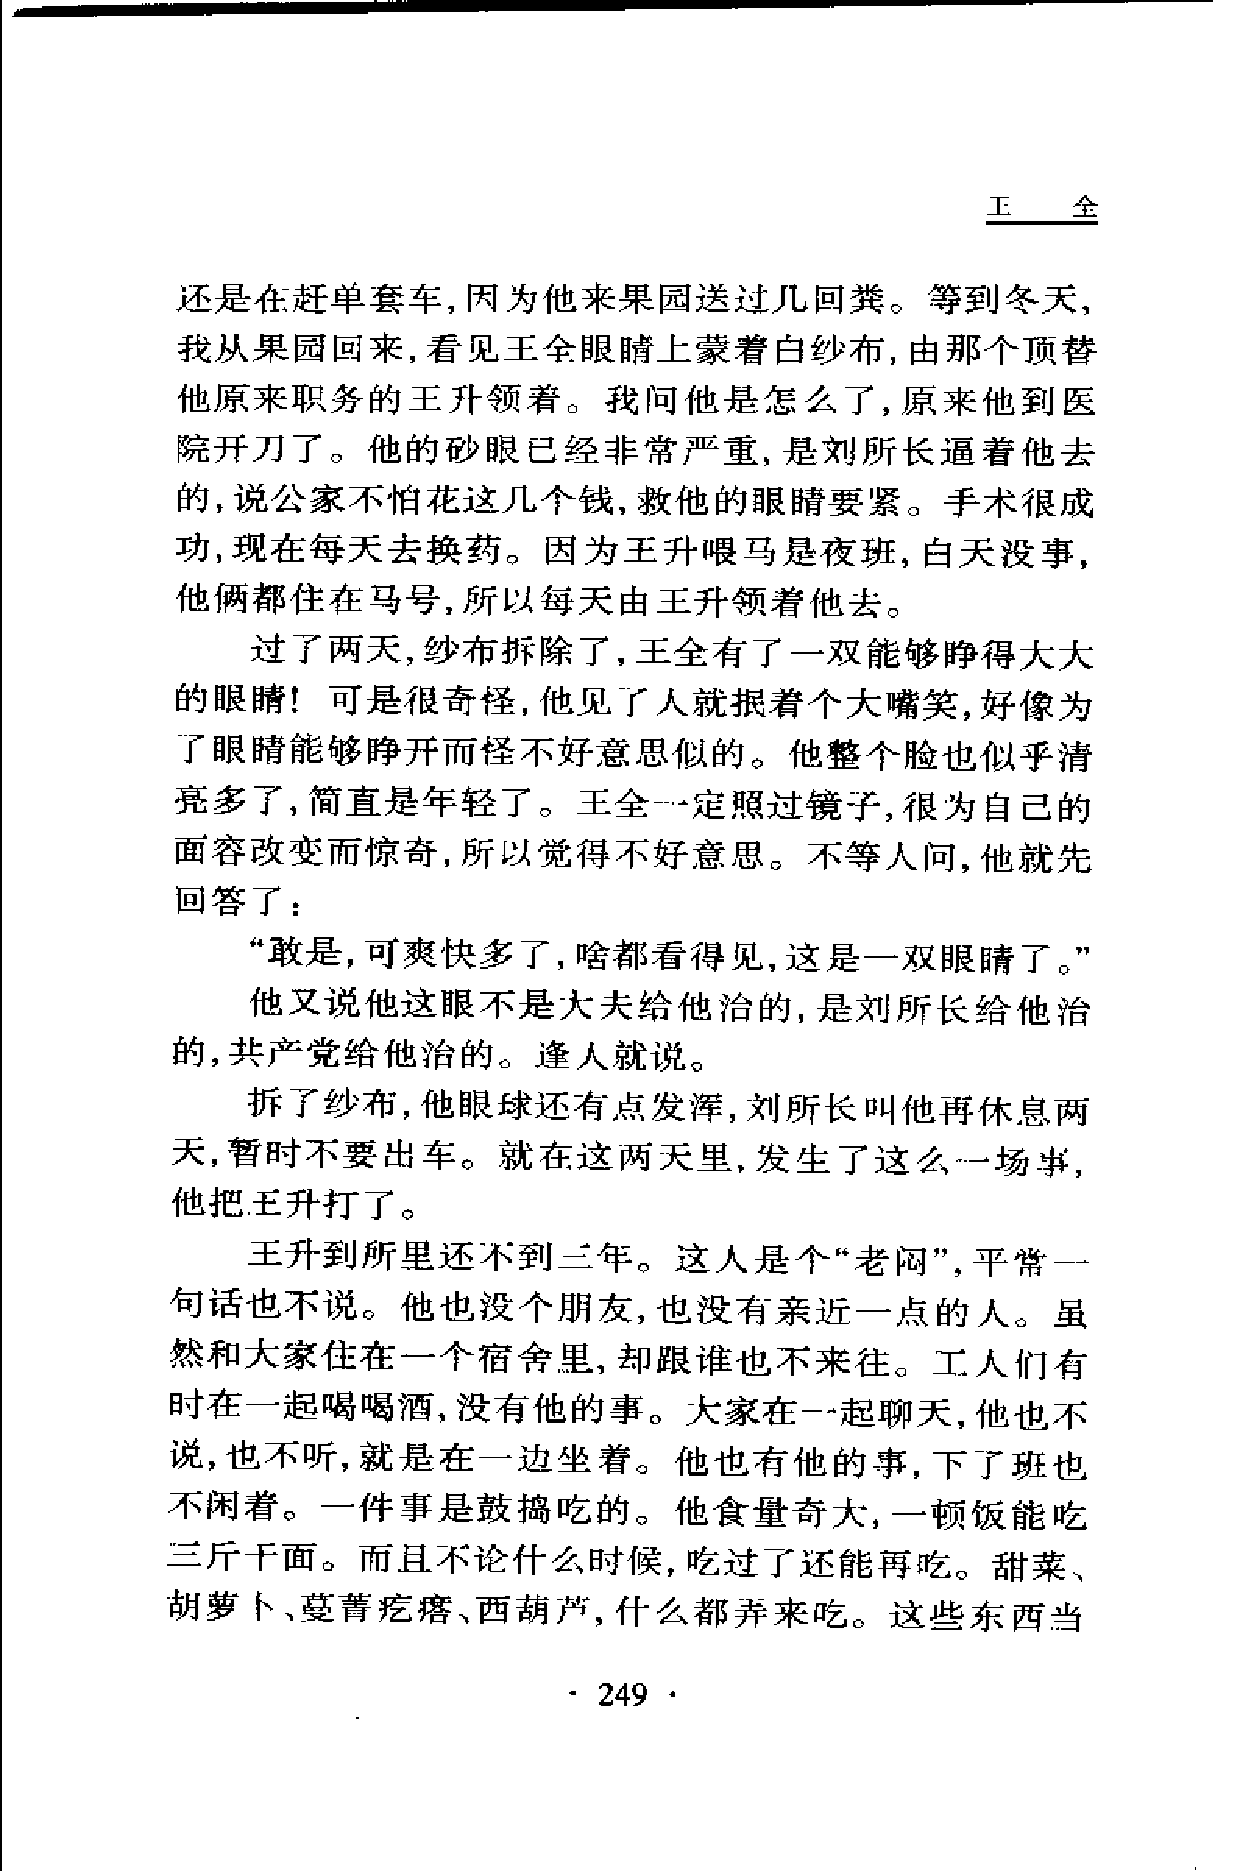 王 全
还是在赶单套车,因为他来果园送过几回粪。等到冬天,
我从果园回来,看见王全眼睛上蒙着白纱布,由那个顶替
他原来职务的王升领着。我问他是怎么了,原来他到医
院开刀了。他的砂眼已经非常严重,是刘所长逼着他去
的,说公家不怕花这几个钱,救他的眼睛要紧。手术很成
功,现在每天去换药。因为王升喂马是夜班,白天没事,
他俩都住在马号,所以每天由王升领着他去。
过了两天,纱布拆除了,王全有了一双能够睁得大大
的眼睛！可是很奇怪,他见了人就抿着个大嘴笑,好像为
了眼睛能够睁开而怪不好意思似的。他整个脸也似乎清
亮多了,简直是年轻了。王全一定照过镜子,很为自己的
面容改变而惊奇,所以觉得不好意思。不等人问,他就先
回答了：
“敢是,可爽快多了,啥都看得见,这是一双眼睛了。”
他又说他这眼不是大夫给他治的,是刘所长给他治
的,共产党给他治的。逢人就说。
拆了纱布,他眼球还有点发浑,刘所长叫他再休息两
天,暂时不要出车。就在这两天里,发生了这么一场事,
他把王升打了。
王升到所里还不到三年。这人是个“老闷”,平常一
句话也不说。他也没个朋友,也没有亲近一点的人。虽
然和大家住在一个宿舍里,却跟谁也不来往。工人们有
时在一起喝喝酒,没有他的事。大家在一起聊天,他也不
说,也不听,就是在一边坐着。他也有他的事,下了班也
不闲着。一件事是鼓捣吃的。他食量奇大,一顿饭能吃
三斤干面。而且不论什么时候,吃过了还能再吃。甜菜、
胡萝卜、蔓菁疙瘩、西葫芦,什么都弄来吃。这些东西当
· 249 ·